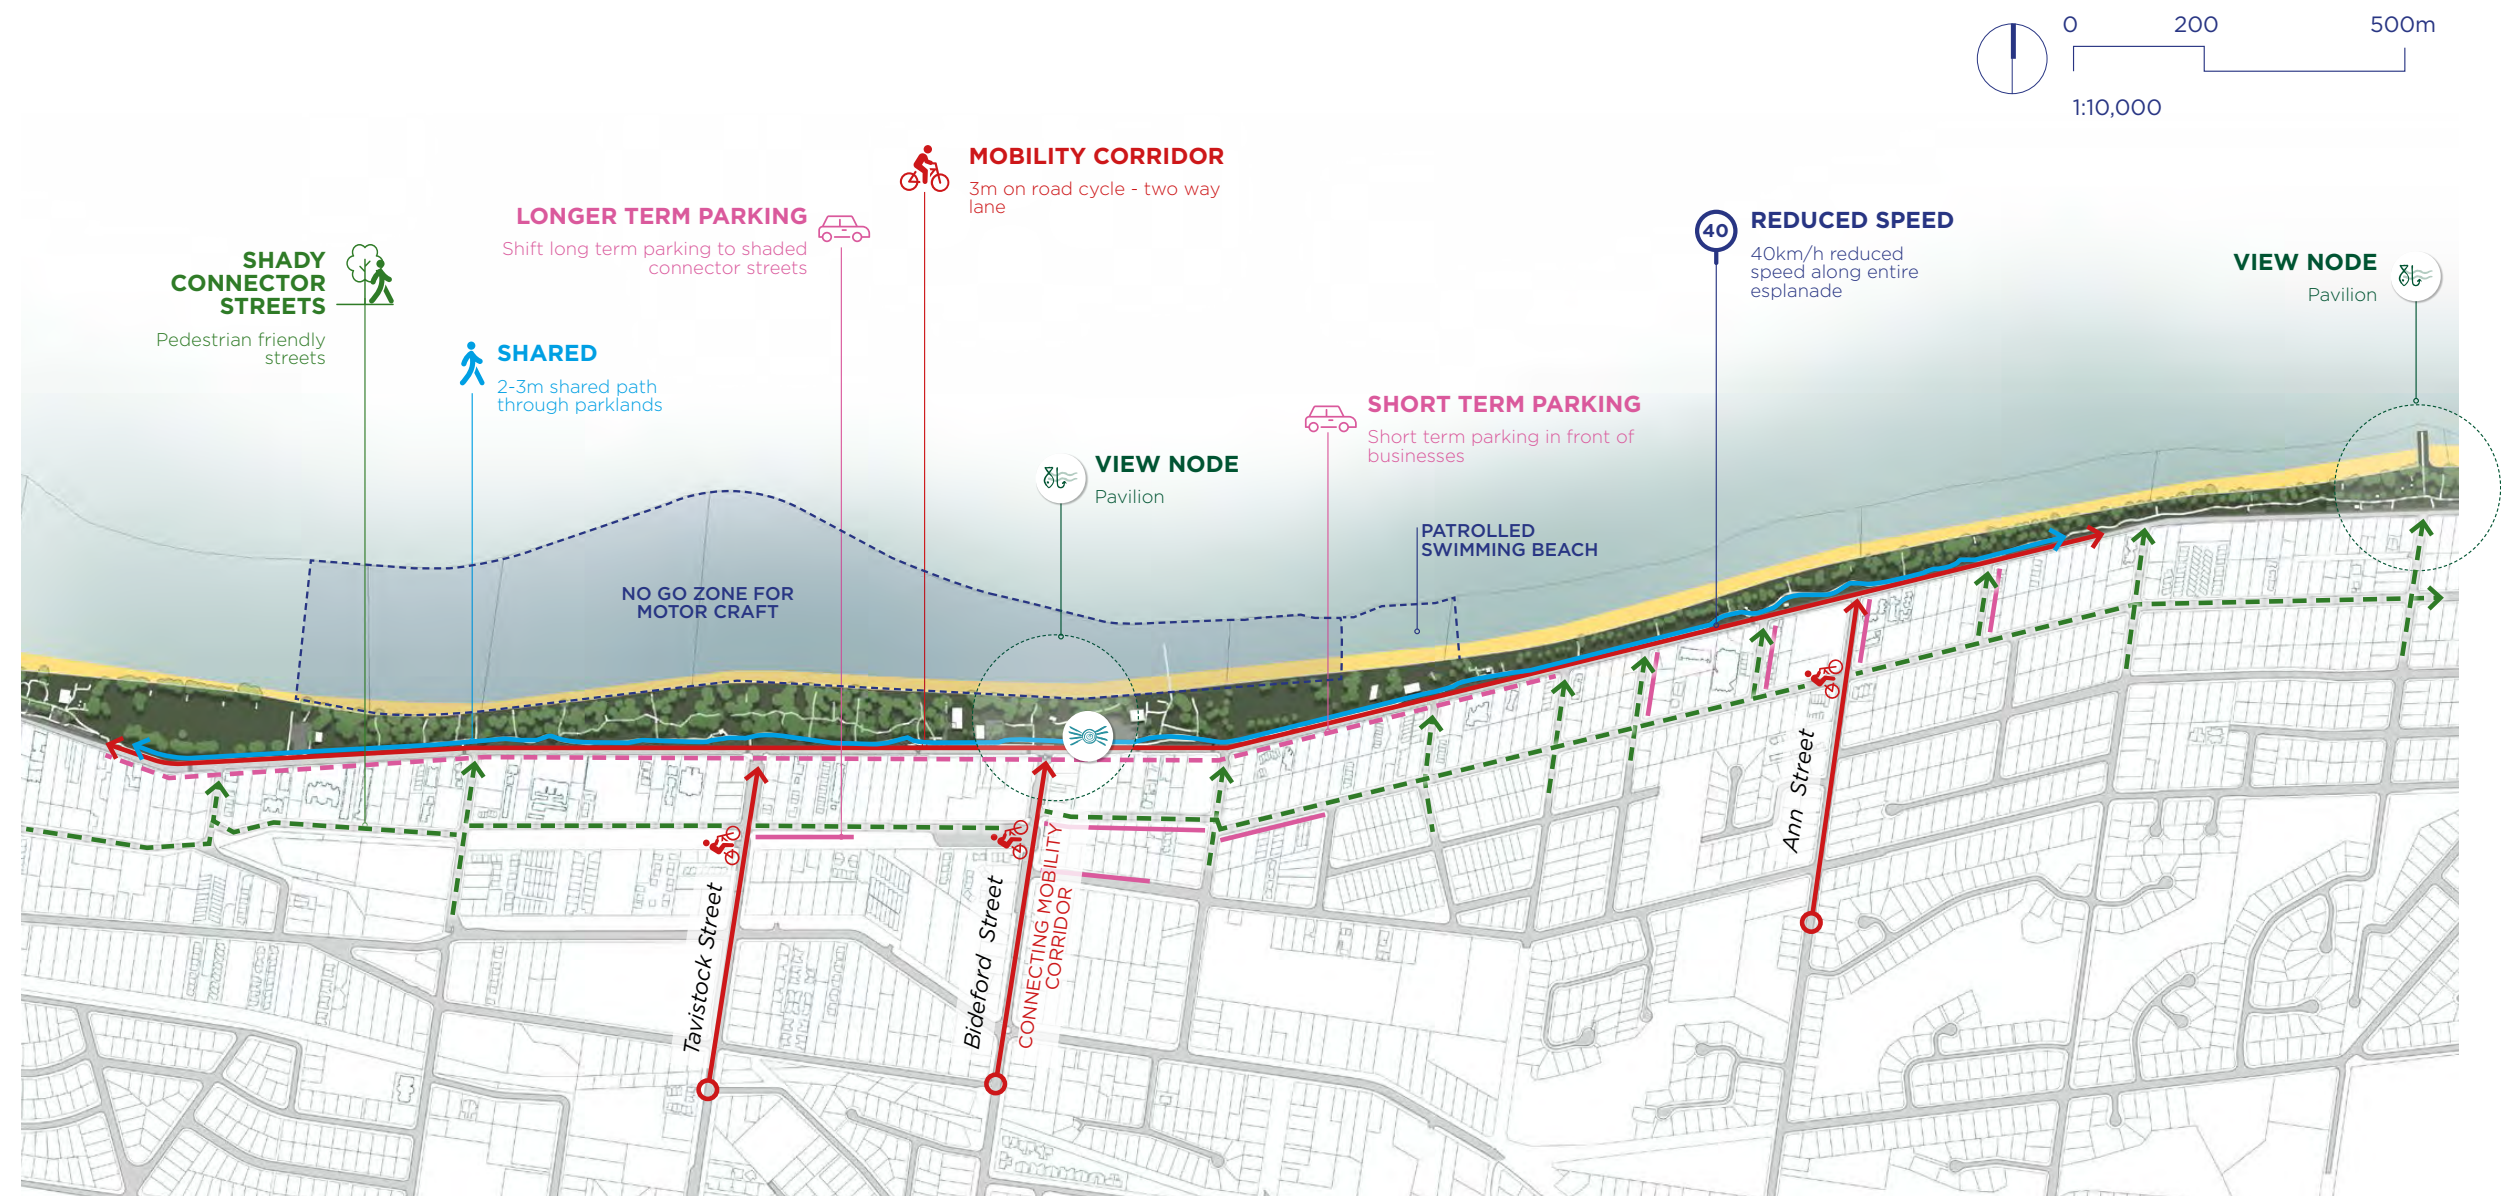 0 200 500m
1:10,000
MOBILITY CORRIDOR
3m on road cycle - two way
lane
LONGER TERM PARKING
Shift long term parking to shaded
connector streets
REDUCED SPEED
40
40km/h reduced
speed along entire
esplanade
VIEW NODE
Pavilion
SHADY
CONNECTOR
STREETS
Pedestrian friendly
streets
SHARED
2-3m shared path
through parklands
SHORT TERM PARKING
Short term parking in front of
businesses
VIEW NODE
Pavilion
PATROLLED
SWIMMING BEACH
NO GO ZONE FOR
MOTOR CRAFT
Tavistock Street
Bideford Street
CONNECTING MOBILITY
CORRIDOR
Ann Street